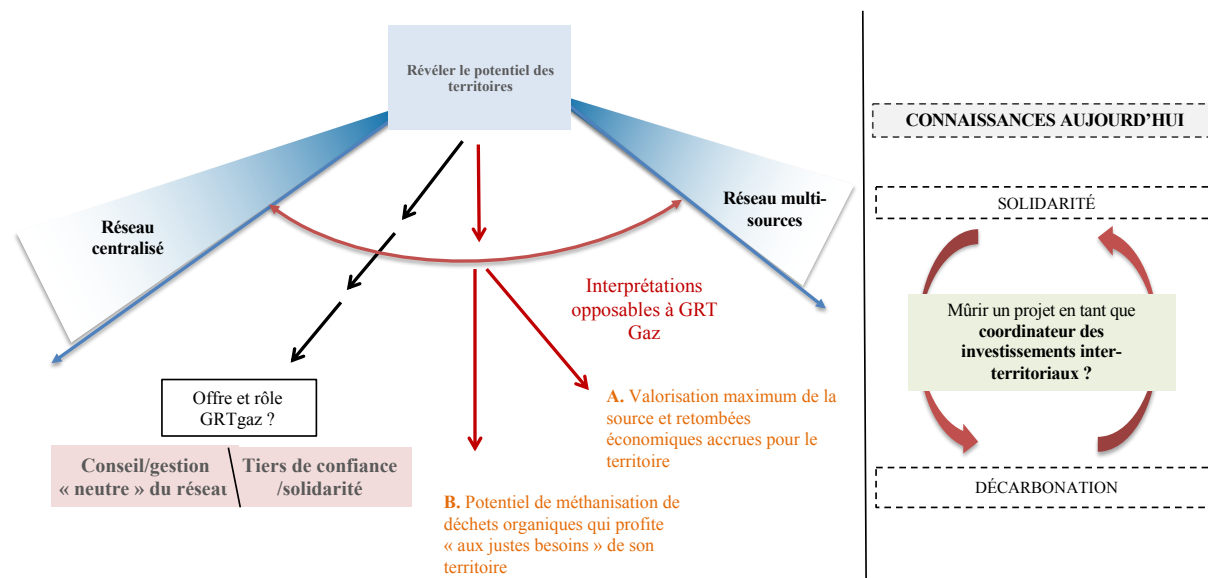 Révéler le potentiel des
territoires
Réseau
centralisé
Réseau multi-
sources
Interprétations
opposables à GRT
Gaz
Offre et rôle
GRTgaz ?
Conseil/gestion
« neutre » du réseau
Tiers de confiance
/solidarité
A. Valorisation maximum de la
source et retombées
économiques accrues pour le
territoire
B. Potentiel de méthanisation de
déchets organiques qui profite
« aux justes besoins » de son
territoire
CONNAISSANCES AUJOURD’HUI
SOLIDARITÉ
Mûrir un projet en tant que
coordinateur des
investissements inter-
territoriaux ?
DÉCARBONATION